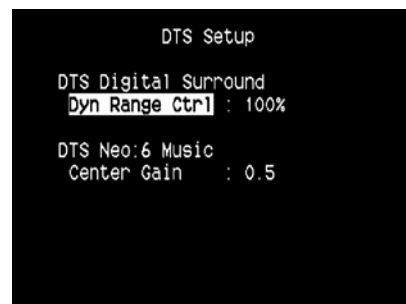 DTS Setup
DTS Digital Surround
Dyn Range Ctrl : 100%
DTS Neo:6 Music
Center Gain : 0.5